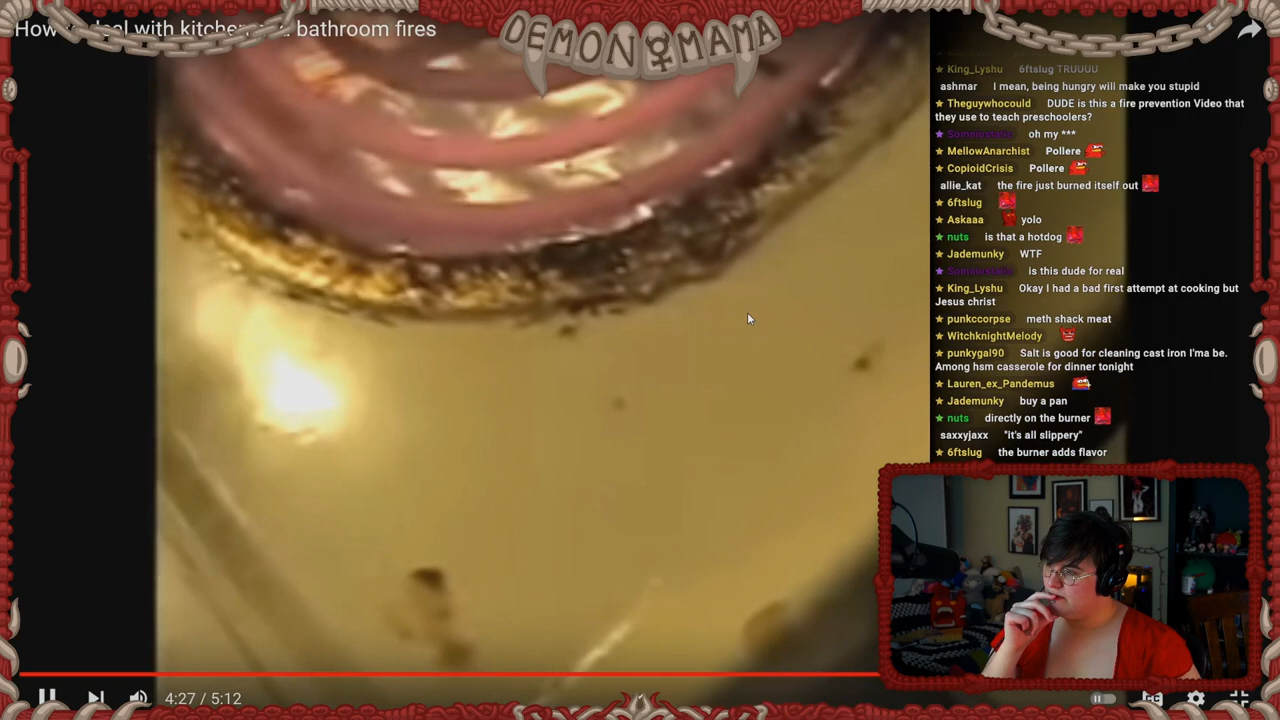 How deal with kitchen bathroom fires
DEMON MAMA
King_Lyshu 6ftslug TRUUUU
ashmar I mean, being hungry will make you stupid
Theguywhocould DUDE is this a fire prevention Video that
they use to teach preschoolers?
Somniostatic oh my ***
MellowAnarchist Pollere
CopioidCrisis Pollere
allie_kat the fire just burned itself out
6ftslug
Askaaa yolo
nuts is that a hotdog
Jademunky WTF
Somniostatic is this dude for real
King_Lyshu Okay I had a bad first attempt at cooking but
Jesus christ
punkccorpse meth shack meat
WitchknightMelody
punkygal90 Salt is good for cleaning cast iron I'ma be.
Among hsm casserole for dinner tonight
Lauren_ex_Pandemus
Jademunky buy a pan
nuts directly on the burner
saxxyjaxx "it's all slippery"
6ftslug the burner adds flavor
4:27 / 5:12
CC